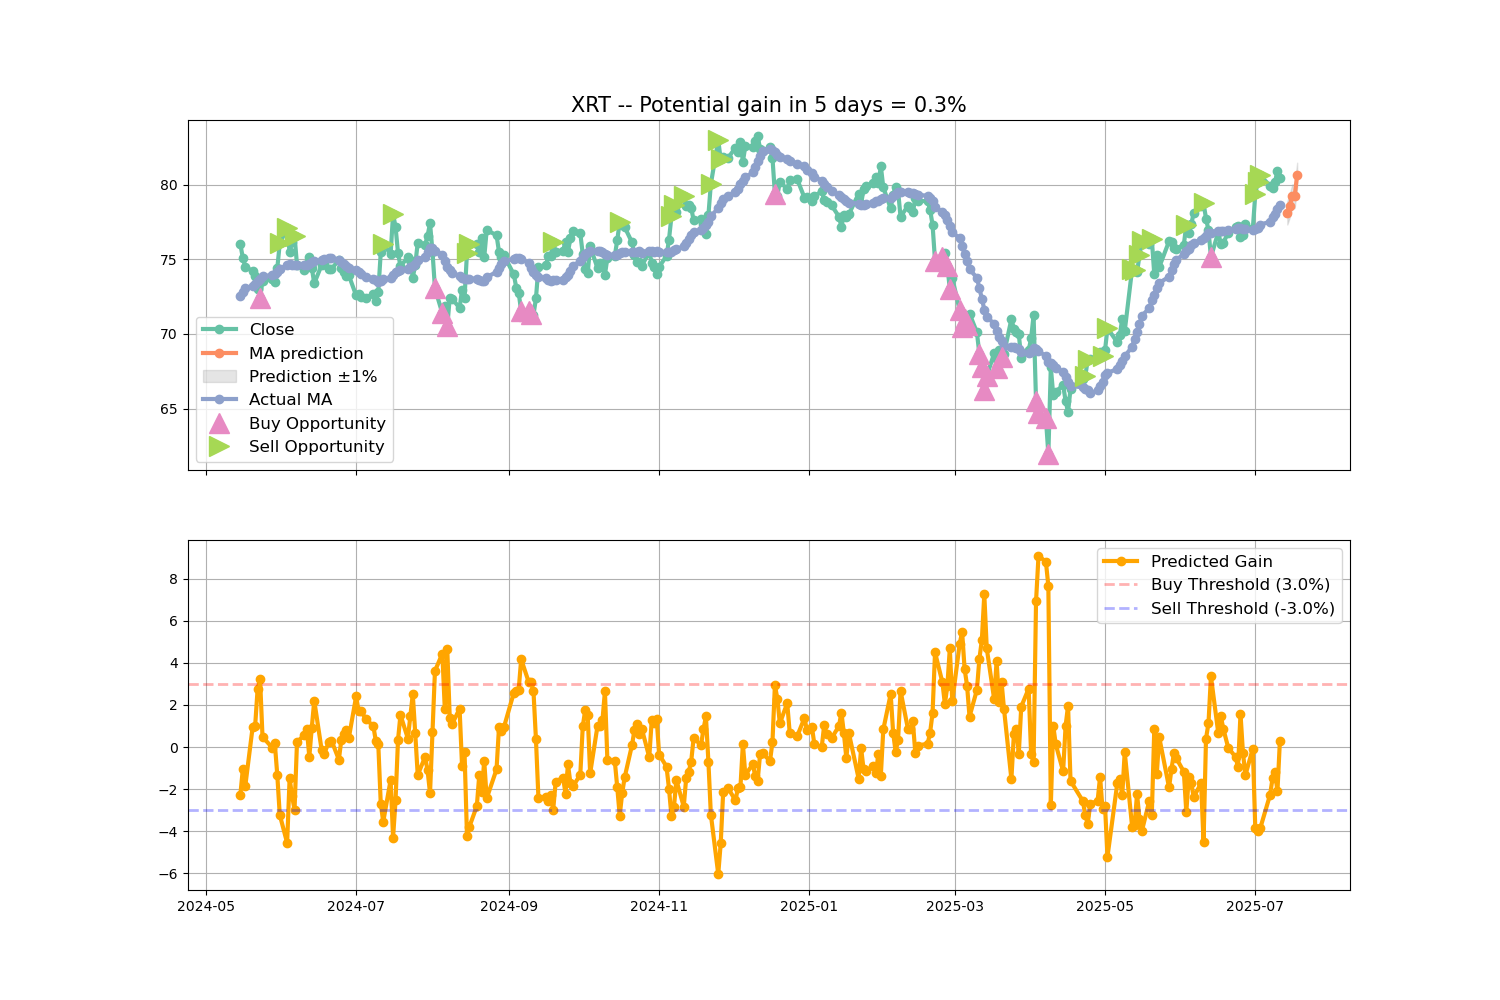 XRT -- Potential gain in 5 days = 0.3%
80
75
70
65
Close
MA prediction
Prediction ±1%
Actual MA
Buy Opportunity
Sell Opportunity
8
6
4
2
0
−2
−4
−6
Predicted Gain
Buy Threshold (3.0%)
Sell Threshold (-3.0%)
2024-05 2024-07 2024-09 2024-11 2025-01 2025-03 2025-05 2025-07